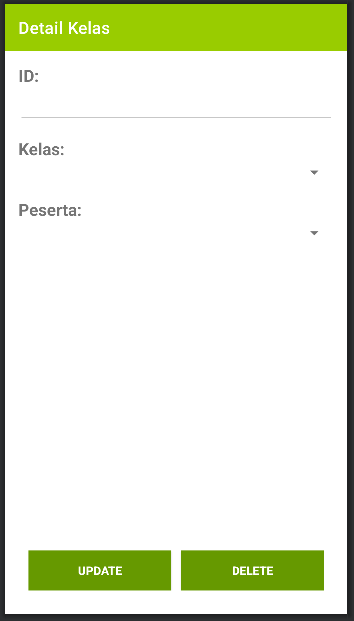 Detail Kelas
ID:
Kelas:
Peserta:
UPDATE DELETE